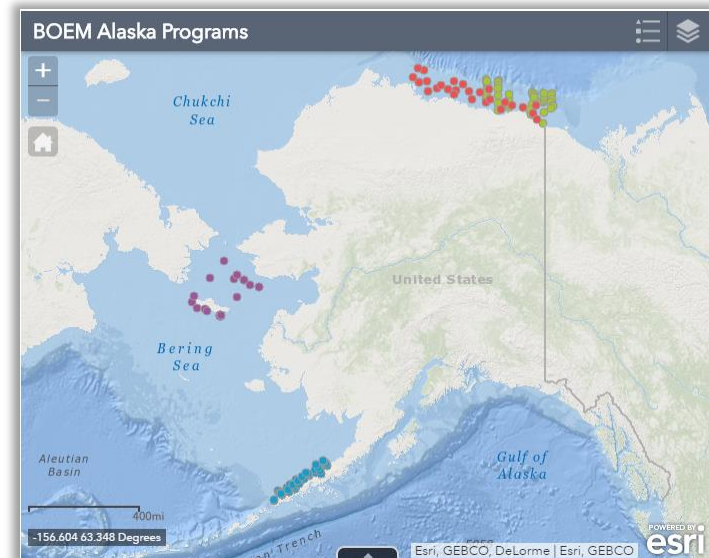 BOEM Alaska Programs
+
−
Chukchi
Sea
United States
Bering
Sea
Aleutian
Basin
Gulf of
Alaska
400mi
-156.604 63.348 Degrees
Trench
Esri, GEBCO, DeLorme | Esri, GEBCO
POWERED BY
esri